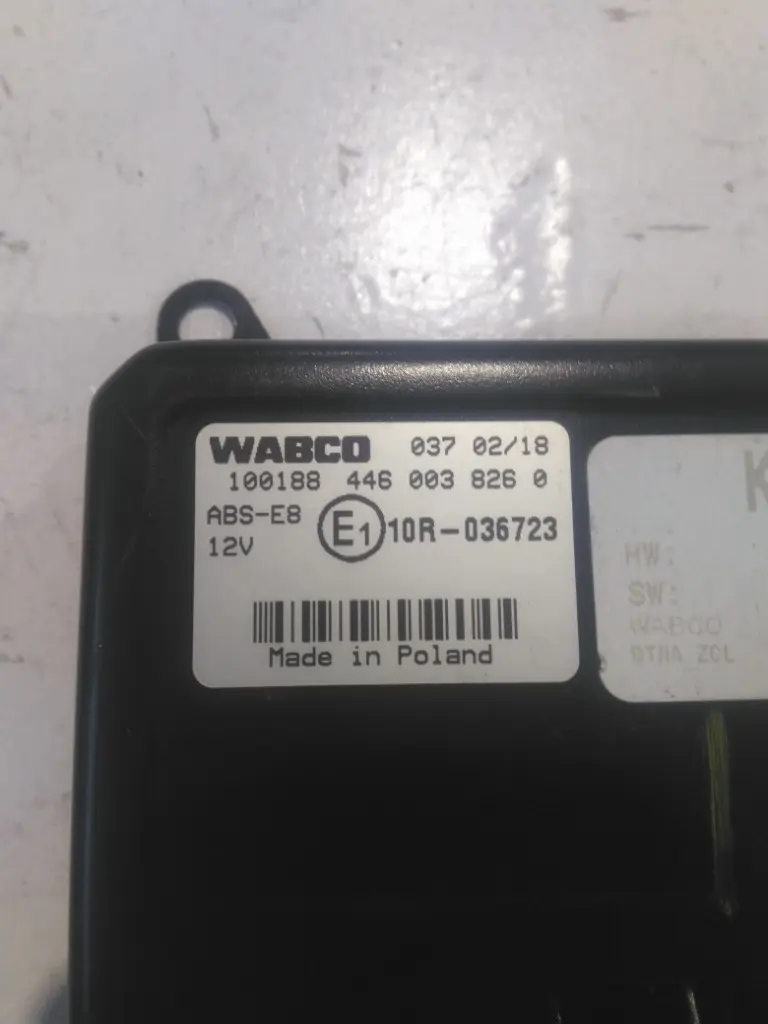 WABCO 037 02/18
100188 446 003 826 0
ABS-E8
12V
E1 10R-036723
Made in Poland
K
HW:
SW:
WABCO